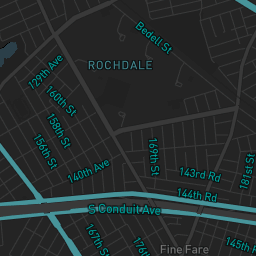 Bedell St
ROCHDALE
129th Ave
160th St
158th St
156th St
169th St
140th Ave
143rd Rd
181st St
144th Rd
S Conduit Ave
167th St
176th
Fine Fare
145th R